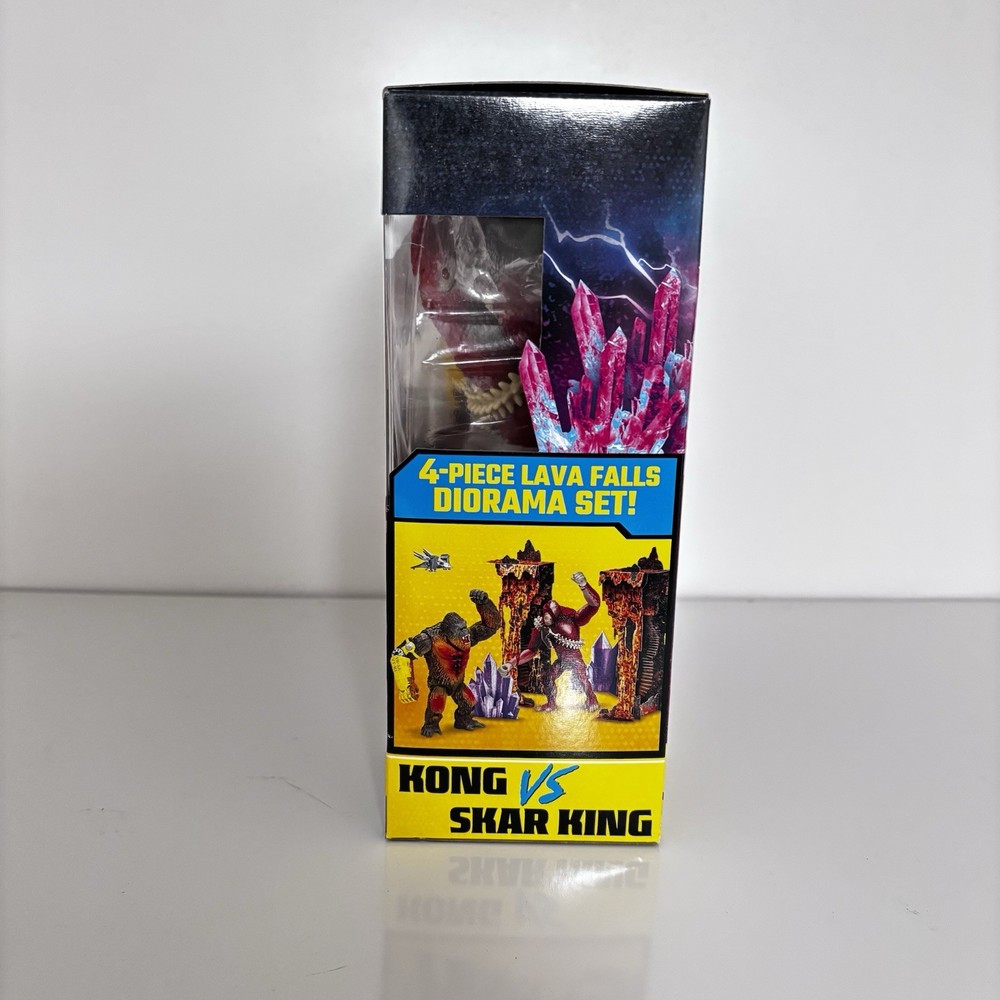 4-PIECE LAVA FALLS
DIORAMA SET!
KONG VS
SKAR KING